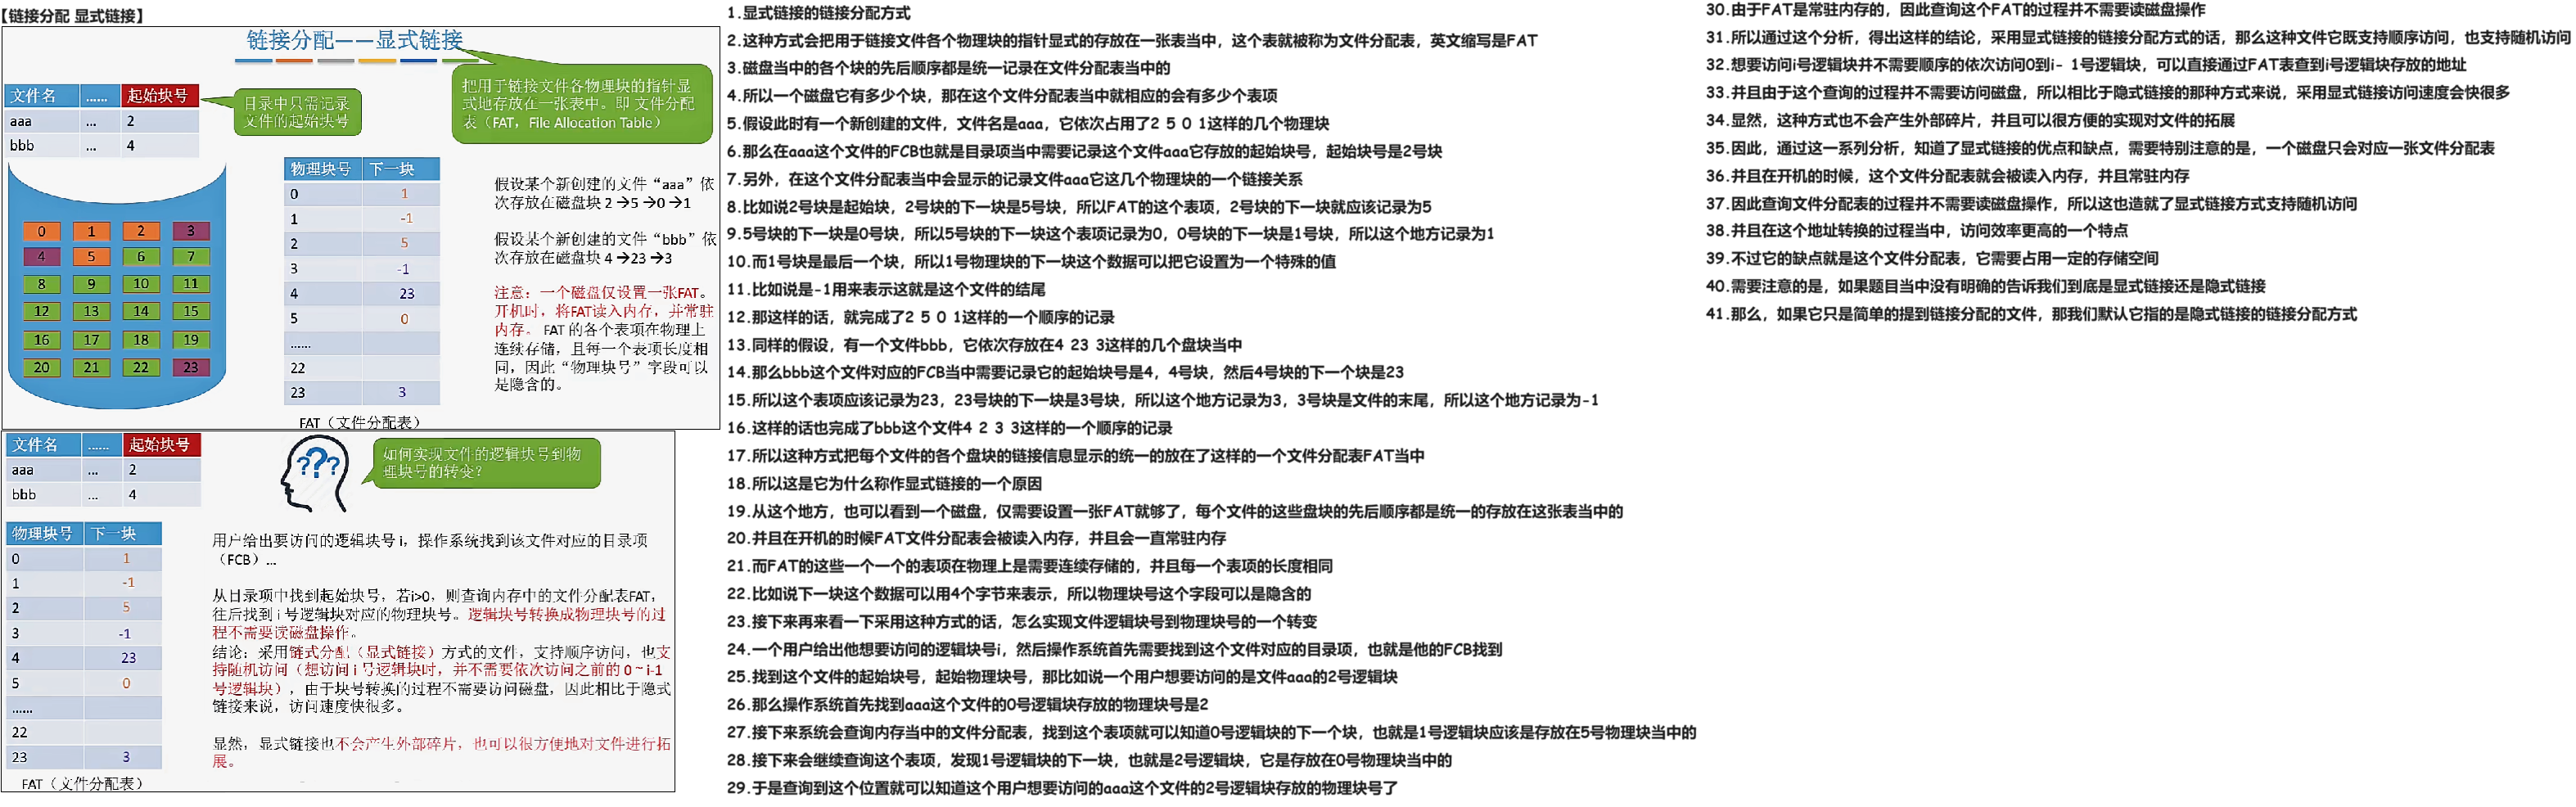 【链接分配 显式链接】
链接分配——显式链接
文件名 …… 起始块号
aaa ... 2
bbb ... 4
目录中只需记录
文件的起始块号
把用于链接文件各物理块的指针显
式地存放在一张表中。即 文件分配
表（FAT，File Allocation Table）
0 1 2 3
4 5 6 7
8 9 10 11
12 13 14 15
16 17 18 19
20 21 22 23
物理块号 下一块
0 1
1 -1
2 5
3 -1
4 23
5 0
……
22
23 3
FAT（文件分配表）
假设某个新创建的文件“aaa”依
次存放在磁盘块 2→5→0→1
假设某个新创建的文件“bbb”依
次存放在磁盘块 4→23→3
注意：一个磁盘仅设置一张FAT。
开机时，将FAT读入内存，并常驻
内存。 FAT 的各个表项在物理上
连续存储，且每一个表项长度相
同，因此“物理块号”字段可以
是隐含的。
文件名 …… 起始块号
aaa ... 2
bbb ... 4
???
如何实现文件的逻辑块号到物
理块号的转变？
物理块号 下一块
0 1
1 -1
2 5
3 -1
4 23
5 0
……
22
23 3
FAT（文件分配表）
用户给出要访问的逻辑块号 i，操作系统找到该文件对应的目录项
（FCB）…
从目录项中找到起始块号，若i>0，则查询内存中的文件分配表FAT，
往后找到 i 号逻辑块对应的物理块号。逻辑块号转换成物理块号的过
程不需要读磁盘操作。
结论：采用链式分配（显式链接）方式的文件，支持顺序访问，也支
持随机访问（想访问 i 号逻辑块时，并不需要依次访问之前的 0 ~ i-1
号逻辑块），由于块号转换的过程不需要访问磁盘，因此相比于隐式
链接来说，访问速度快很多。
显然，显式链接也不会产生外部碎片，也可以很方便地对文件进行拓
展。
1.显式链接的链接分配方式
2.这种方式会把用于链接文件各个物理块的指针显式的存放在一张表当中，这个表就被称为文件分配表，英文缩写是FAT
3.磁盘当中的各个块的先后顺序都是统一记录在文件分配表当中的
4.所以一个磁盘它有多少个块，那在这个文件分配表当中就相应的会有多少个表项
5.假设此时有一个新创建的文件，文件名是aaa，它依次占用了2 5 0 1这样的几个物理块
6.那么在aaa这个文件的FCB也就是目录项当中需要记录这个文件aaa它存放的起始块号，起始块号是2号块
7.另外，在这个文件分配表当中会显示的记录文件aaa它这几个物理块的一个链接关系
8.比如说2号块是起始块，2号块的下一块是5号块，所以FAT的这个表项，2号块的下一块就应该记录为5
9.5号块的下一块是0号块，所以5号块的下一块这个表项记录为0，0号块的下一块是1号块，所以这个地方记录为1
10.而1号块是最后一个块，所以1号物理块的下一块这个数据可以把它设置为一个特殊的值
11.比如说是-1用来表示这就是这个文件的结尾
12.那这样的话，就完成了2 5 0 1这样的一个顺序的记录
13.同样的假设，有一个文件bbb，它依次存放在4 23 3这样的几个盘块当中
14.那么bbb这个文件对应的FCB当中需要记录它的起始块号是4，4号块，然后4号块的下一个块是23
15.所以这个表项应该记录为23，23号块的下一块是3号块，所以这个地方记录为3，3号块是文件的末尾，所以这个地方记录为-1
16.这样的话也完成了bbb这个文件4 2 3 3这样的一个顺序的记录
17.所以这种方式把每个文件的各个盘块的链接信息显示的统一的放在了这样的一个文件分配表FAT当中
18.所以这是它为什么称作显式链接的一个原因
19.从这个地方，也可以看到一个磁盘，仅需要设置一张FAT就够了，每个文件的这些盘块的先后顺序都是统一的存放在这张表当中的
20.并且在开机的时候FAT文件分配表会被读入内存，并且会一直常驻内存
21.而FAT的这些一个一个的表项在物理上是需要连续存储的，并且每一个表项的长度相同
22.比如说下一块这个数据可以用4个字节来表示，所以物理块号这个字段可以是隐含的
23.接下来再来看一下采用这种方式的话，怎么实现文件逻辑块号到物理块号的一个转变
24.一个用户给出他想要访问的逻辑块号i，然后操作系统首先需要找到这个文件对应的目录项，也就是他的FCB找到
25.找到这个文件的起始块号，起始物理块号，那比如说一个用户想要访问的是文件aaa的2号逻辑块
26.那么操作系统首先找到aaa这个文件的0号逻辑块存放的物理块号是2
27.接下来系统会查询内存当中的文件分配表，找到这个表项就可以知道0号逻辑块的下一个块，也就是1号逻辑块应该是存放在5号物理块当中的
28.接下来会继续查询这个表项，发现1号逻辑块的下一块，也就是2号逻辑块，它是存放在0号物理块当中的
29.于是查询到这个位置就可以知道这个用户想要访问的aaa这个文件的2号逻辑块存放的物理块号了
30.由于FAT是常驻内存的，因此查询这个FAT的过程并不需要读磁盘操作
31.所以通过这个分析，得出这样的结论，采用显式链接的链接分配方式的话，那么这种文件它既支持顺序访问，也支持随机访问
32.想要访问i号逻辑块并不需要顺序的依次访问0到i- 1号逻辑块，可以直接通过FAT表查到i号逻辑块存放的地址
33.并且由于这个查询的过程并不需要访问磁盘，所以相比于隐式链接的那种方式来说，采用显式链接访问速度会快很多
34.显然，这种方式也不会产生外部碎片，并且可以很方便的实现对文件的拓展
35.因此，通过这一系列分析，知道了显式链接的优点和缺点，需要特别注意的是，一个磁盘只会对应一张文件分配表
36.并且在开机的时候，这个文件分配表就会被读入内存，并且常驻内存
37.因此查询文件分配表的过程并不需要读磁盘操作，所以这也造就了显式链接方式支持随机访问
38.并且在这个地址转换的过程当中，访问效率更高的一个特点
39.不过它的缺点就是这个文件分配表，它需要占用一定的存储空间
40.需要注意的是，如果题目当中没有明确的告诉我们到底是显式链接还是隐式链接
41.那么，如果它只是简单的提到链接分配的文件，那我们默认它指的是隐式链接的链接分配方式